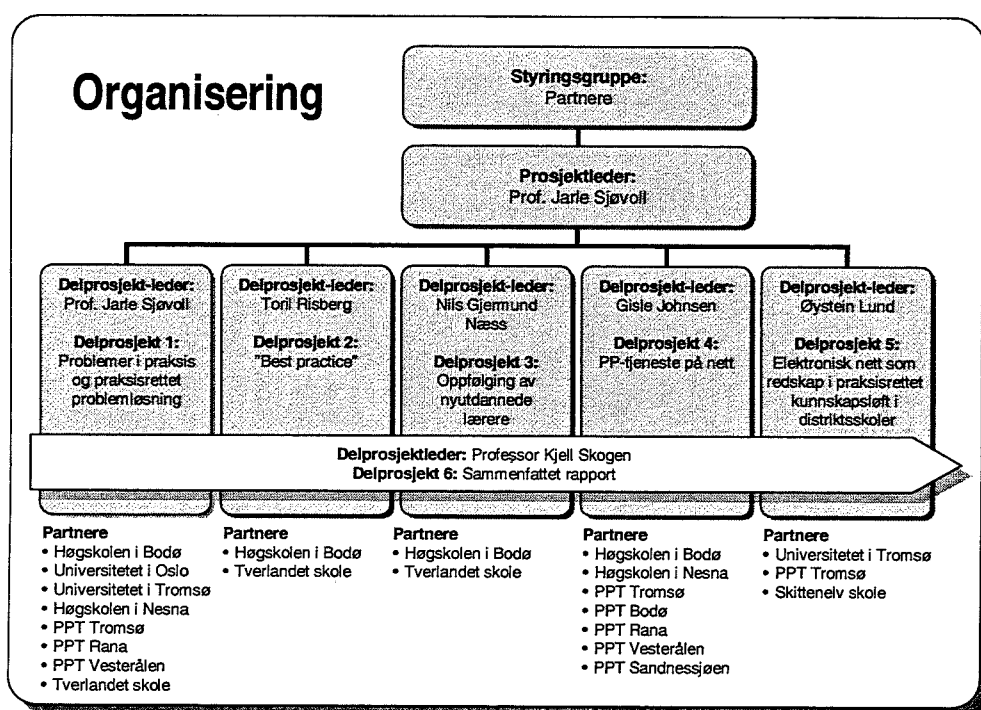 Organisering
Styringsgruppe:
Partnere
Prosjektleder:
Prof. Jarle Sjøvoll
Delprosjekt-leder:
Prof. Jarle Sjøvoll
Delprosjekt 1:
Problemer i praksis
og praksisrettet
problemløsning
Delprosjekt-leder:
Toril Risberg
Delprosjekt 2:
"Best practice"
Delprosjekt-leder:
Nils Gjermund
Næss
Delprosjekt 3:
Oppfølging av
nyutdannede
lærere
Delprosjekt-leder:
Gisle Johnsen
Delprosjekt 4:
PP-tjeneste på nett
Delprosjekt-leder:
Øystein Lund
Delprosjekt 5:
Elektronisk nett som
redskap i praksisrettet
kunnskapsløft i
distriktsskoler
Delprosjektleder: Professor Kjell Skogen
Delprosjekt 6: Sammenfattet rapport
Partnere
• Høgskolen i Bodø
• Universitetet i Oslo
• Universitetet i Tromsø
• Høgskolen i Nesna
• PPT Tromsø
• PPT Rana
• PPT Vesterålen
• Tverlandet skole
Partnere
• Høgskolen i Bodø
• Tverlandet skole
Partnere
• Høgskolen i Bodø
• Tverlandet skole
Partnere
• Høgskolen i Bodø
• Høgskolen i Nesna
• PPT Tromsø
• PPT Bodø
• PPT Rana
• PPT Vesterålen
• PPT Sandnessjøen
Partnere
• Universitetet i Tromsø
• PPT Tromsø
• Skittenelv skole